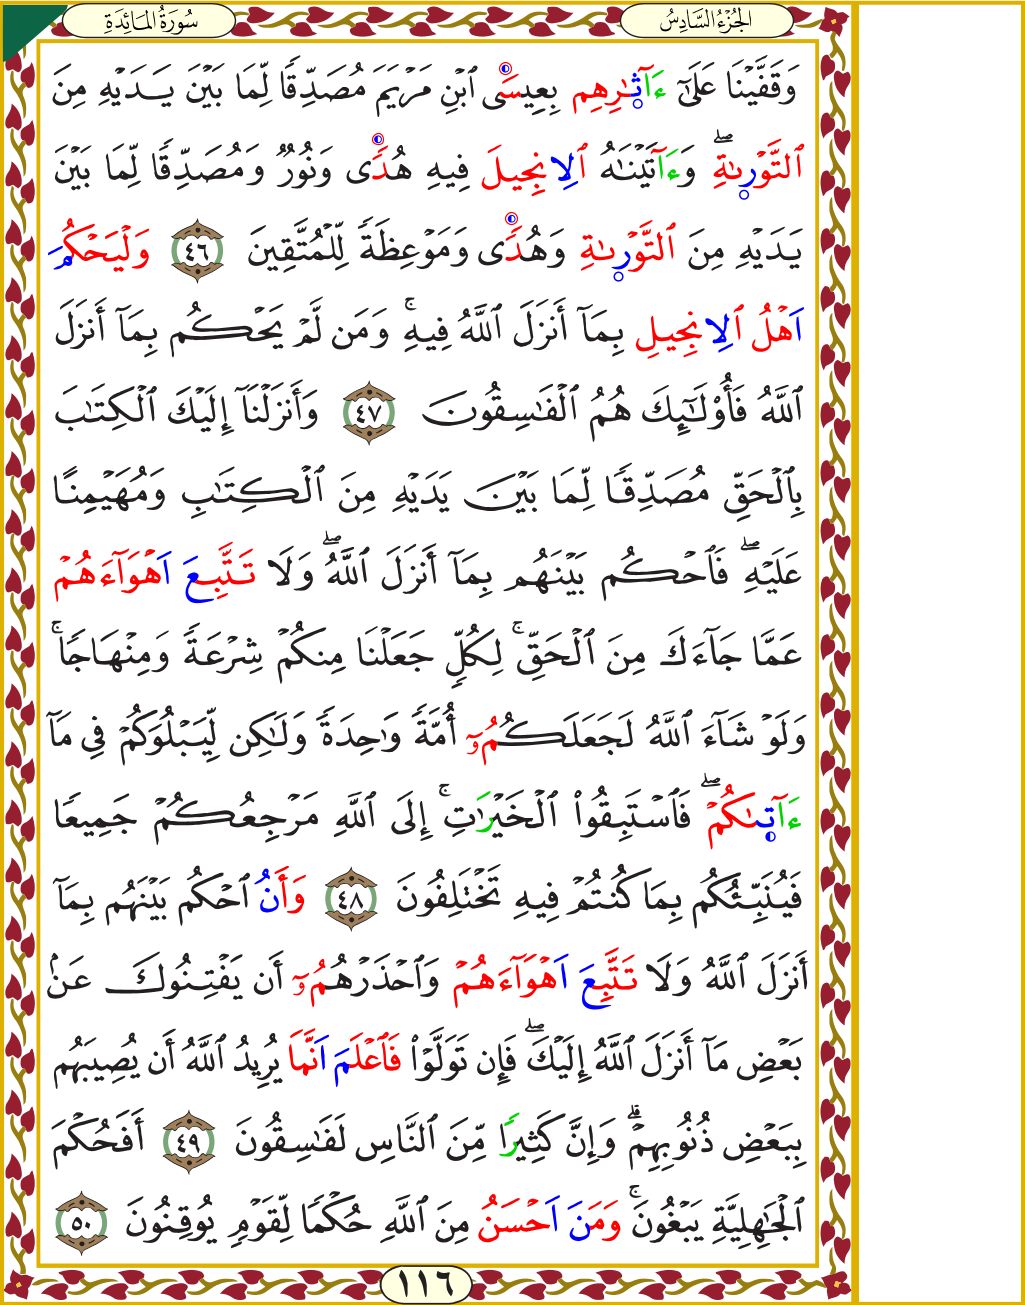 الجُزْءُ السَّادِسُ
سُورَةُ المَائِدَةِ
وَقَفَّيْنَا عَلَىٰٓ ءَاثَٰرِهِم بِعِيسَى ٱبْنِ مَرْيَمَ مُصَدِّقًا لِّمَا بَيْنَ يَدَيْهِ مِنَ
ٱلتَّوْرَىٰةِۖ وَءَاتَيْنَٰهُ ٱلِانجِيلَ فِيهِ هُدًى وَنُورٌ وَمُصَدِّقًا لِّمَا بَيْنَ
يَدَيْهِ مِنَ ٱلتَّوْرَىٰةِ وَهُدًى وَمَوْعِظَةً لِّلْمُتَّقِينَ ٤٦ وَلْيَحْكُمَ
اَهْلُ ٱلِانجِيلِ بِمَآ أَنزَلَ ٱللَّهُ فِيهِۚ وَمَن لَّمْ يَحْكُم بِمَآ أَنزَلَ
ٱللَّهُ فَأُوْلَٰٓئِكَ هُمُ ٱلْفَٰسِقُونَ ٤٧ وَأَنزَلْنَآ إِلَيْكَ ٱلْكِتَٰبَ
بِٱلْحَقِّ مُصَدِّقًا لِّمَا بَيْنَ يَدَيْهِ مِنَ ٱلْكِتَٰبِ وَمُهَيْمِنًا
عَلَيْهِۖ فَٱحْكُم بَيْنَهُم بِمَآ أَنزَلَ ٱللَّهُۖ وَلَا تَتَّبِعَ اَهْوَآءَهُمْ
عَمَّا جَآءَكَ مِنَ ٱلْحَقِّۚ لِكُلٍّ جَعَلْنَا مِنكُمْ شِرْعَةً وَمِنْهَاجًاۚ
وَلَوْ شَآءَ ٱللَّهُ لَجَعَلَكُمُۥٓ أُمَّةً وَٰحِدَةً وَلَٰكِن لِّيَبْلُوَكُمْ فِي مَآ
ءَاتَىٰكُمْۖ فَٱسْتَبِقُواْ ٱلْخَيْرَٰتِۚ إِلَى ٱللَّهِ مَرْجِعُكُمْ جَمِيعًا
فَيُنَبِّئُكُم بِمَا كُنتُمْ فِيهِ تَخْتَلِفُونَ ٤٨ وَأَنُ ٱحْكُم بَيْنَهُم بِمَآ
أَنزَلَ ٱللَّهُ وَلَا تَتَّبِعَ اَهْوَآءَهُمْ وَٱحْذَرْهُمُۥٓ أَن يَفْتِنُوكَ عَنۢ
بَعْضِ مَآ أَنزَلَ ٱللَّهُ إِلَيْكَۖ فَإِن تَوَلَّوْاْ فَٱعْلَمَ اَنَّمَا يُرِيدُ ٱللَّهُ أَن يُصِيبَهُم
بِبَعْضِ ذُنُوبِهِمْۗ وَإِنَّ كَثِيرًا مِّنَ ٱلنَّاسِ لَفَٰسِقُونَ ٤٩ أَفَحُكْمَ
ٱلْجَٰهِلِيَّةِ يَبْغُونَۚ وَمَنَ اَحْسَنُ مِنَ ٱللَّهِ حُكْمًا لِّقَوْمٍ يُوقِنُونَ ٥٠
١١٦